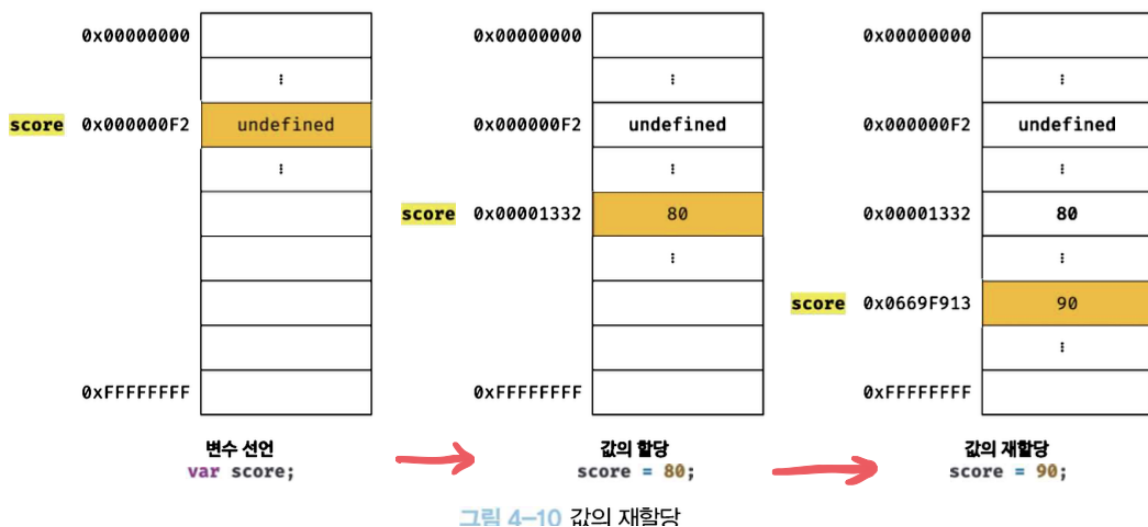 0x00000000
⋮
score 0x000000F2 undefined
⋮
0xFFFFFFFF
변수 선언
var score;
0x00000000
⋮
0x000000F2 undefined
⋮
score 0x00001332 80
⋮
0xFFFFFFFF
값의 할당
score = 80;
0x00000000
⋮
0x000000F2 undefined
⋮
0x00001332 80
⋮
score 0x0669F913 90
⋮
0xFFFFFFFF
값의 재할당
score = 90;
그림 4-10 값의 재할당